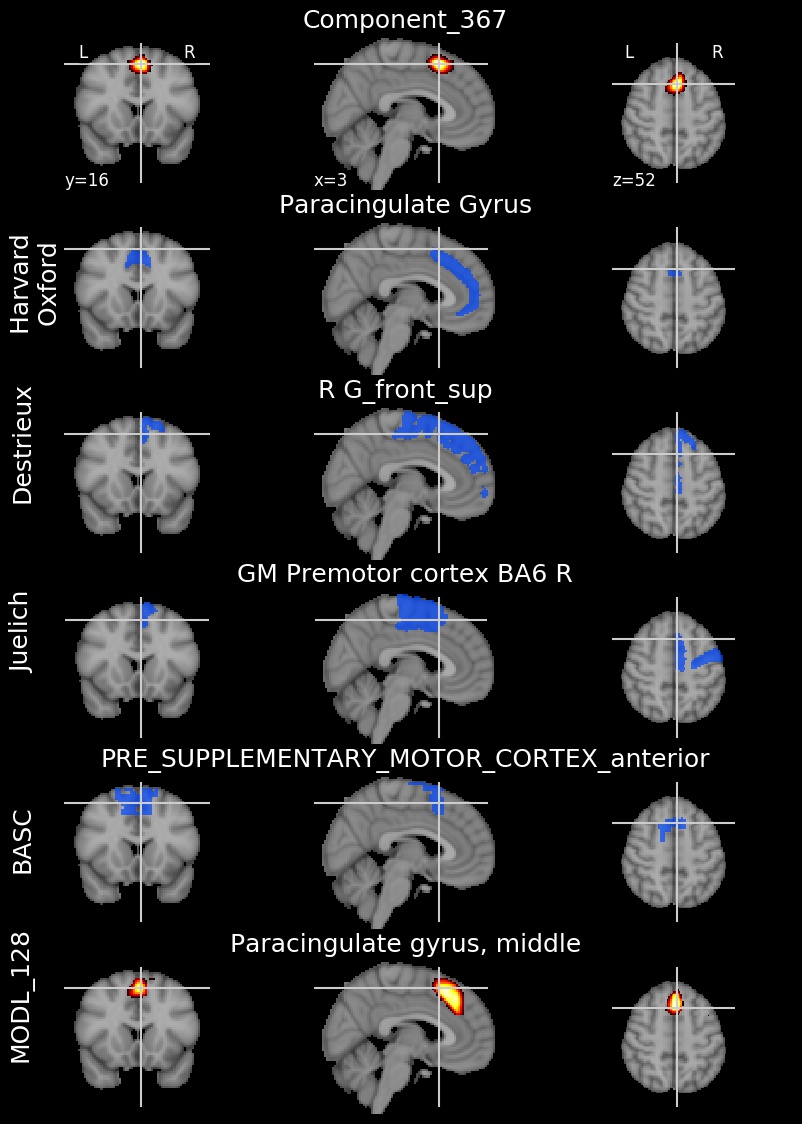 Component_367
L R L R
y=16 x=3 z=52
Paracingulate Gyrus
Harvard
Oxford
R G_front_sup
Destrieux
GM Premotor cortex BA6 R
Juelich
PRE_SUPPLEMENTARY_MOTOR_CORTEX_anterior
BASC
Paracingulate gyrus, middle
MODL_128